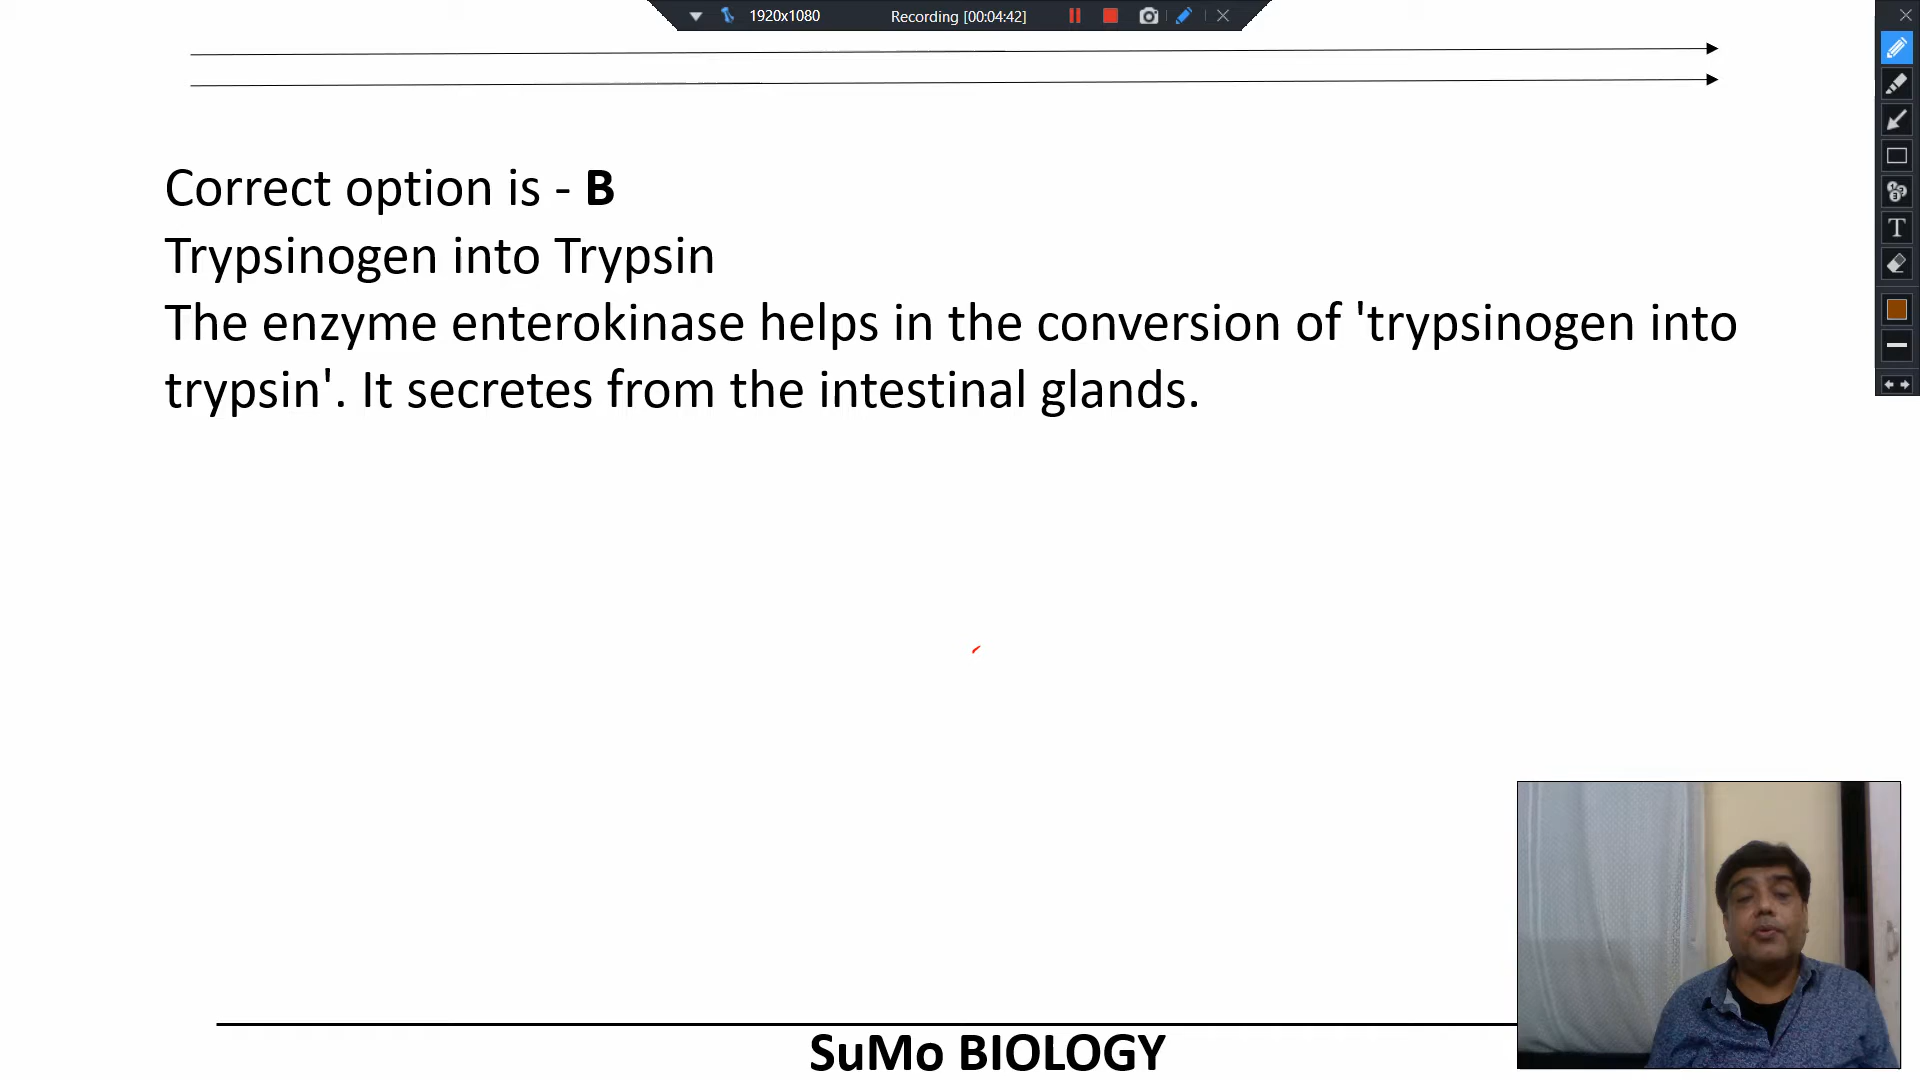 1920x1080 Recording [00:04:42]
Correct option is - B
Trypsinogen into Trypsin
The enzyme enterokinase helps in the conversion of 'trypsinogen into
trypsin'. It secretes from the intestinal glands.
SuMo BIOLOGY